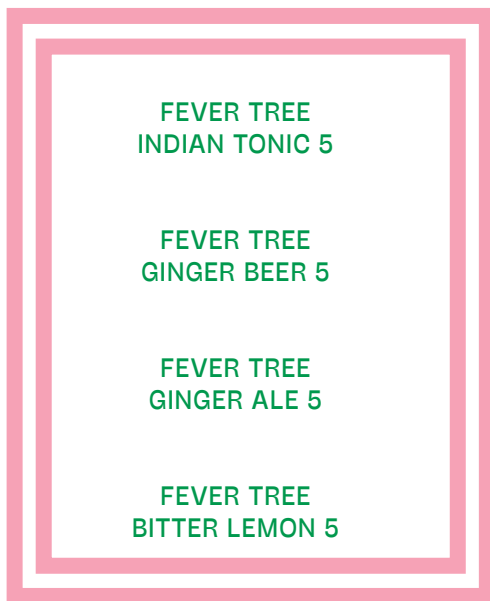 FEVER TREE
INDIAN TONIC 5
FEVER TREE
GINGER BEER 5
FEVER TREE
GINGER ALE 5
FEVER TREE
BITTER LEMON 5